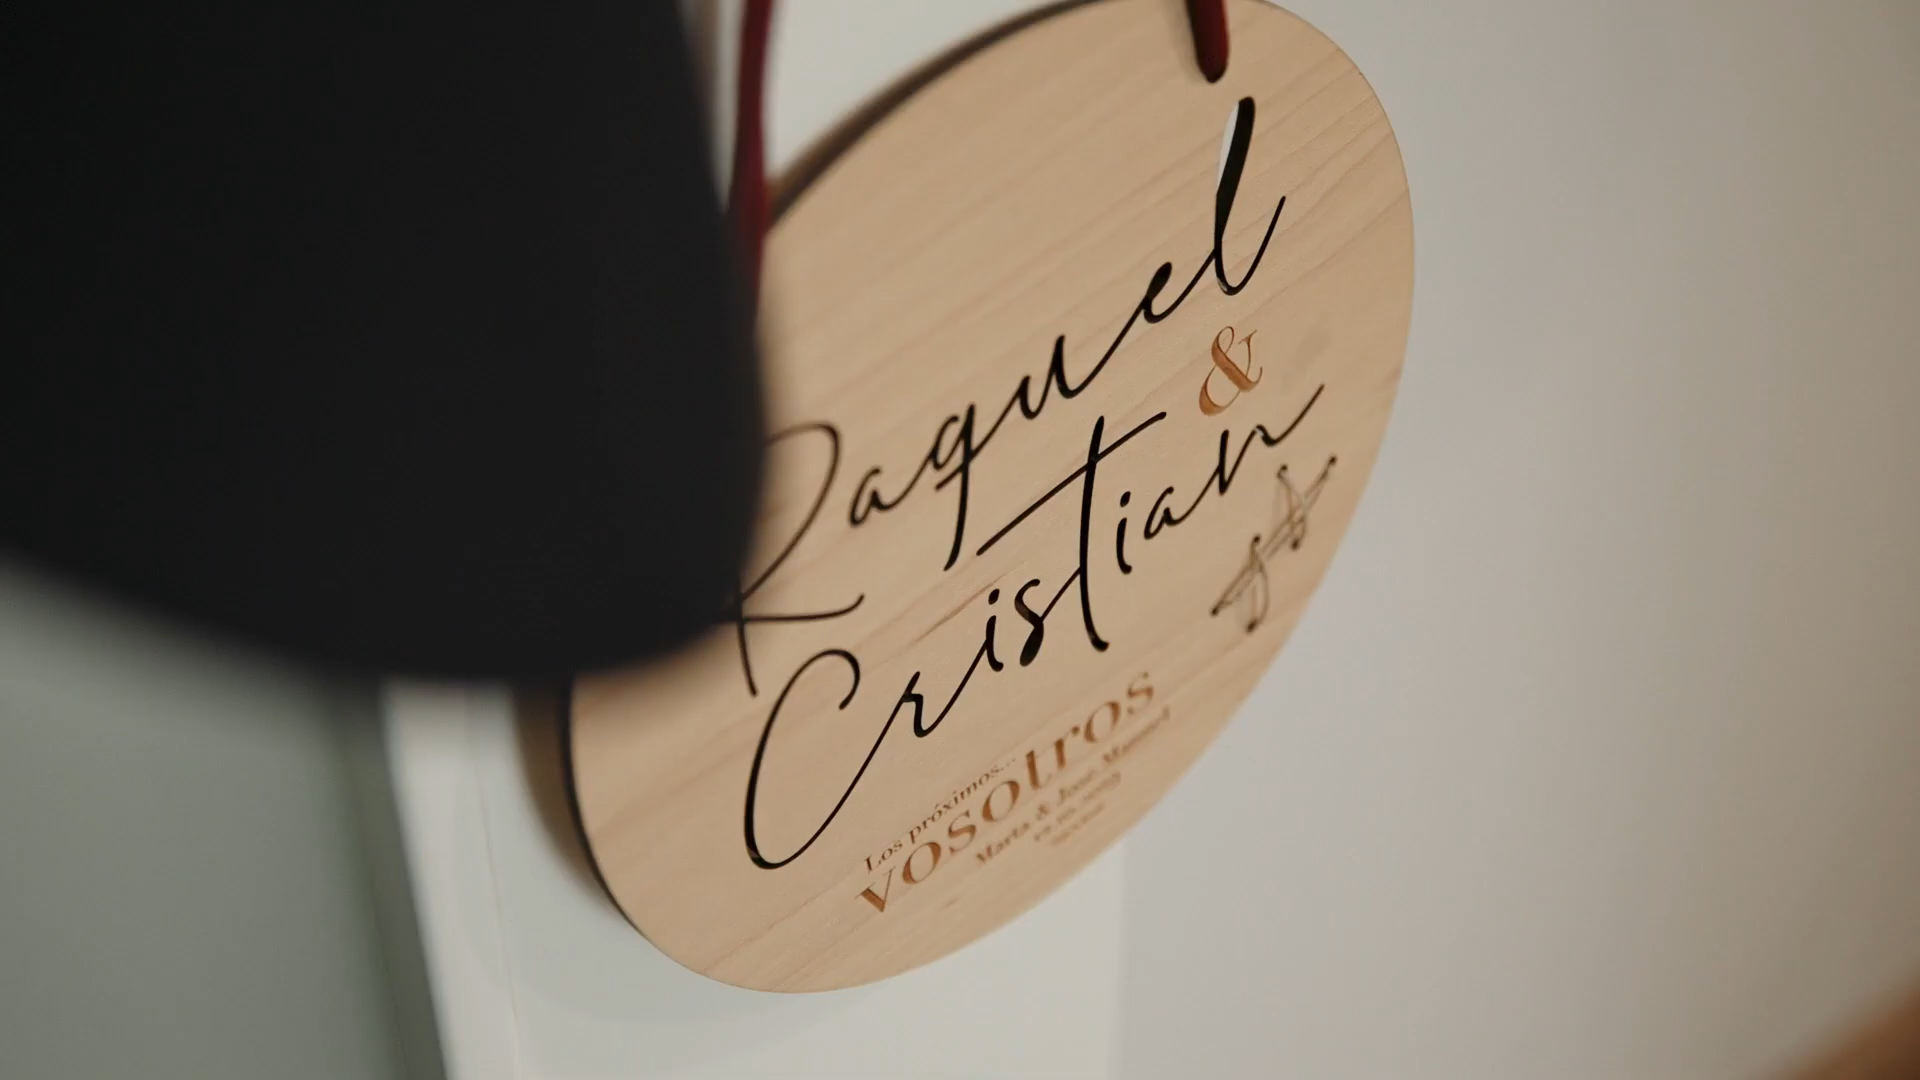 Raquel
&
Cristian
Los próximos...
vosotros
Marta & José Manuel